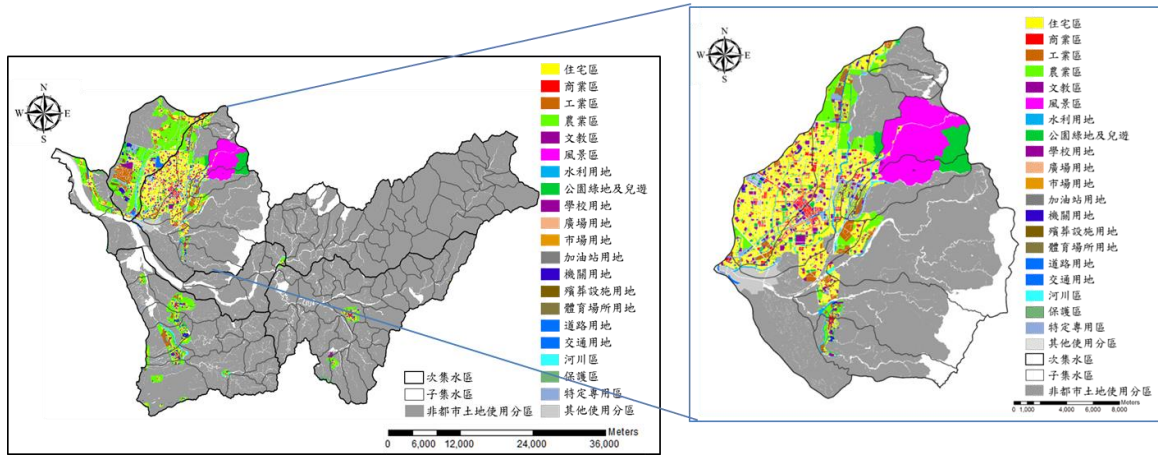 N
W
E
S
住宅區
商業區
工業區
農業區
文教區
風景區
水利用地
公園綠地及兒遊
學校用地
廣場用地
市場用地
加油站用地
機關用地
殯葬設施用地
體育場所用地
道路用地
交通用地
河川區
保護區
特定專用區
其他使用分區
次集水區
子集水區
非都市土地使用分區
Meters
0 6,000 12,000 24,000 36,000
N
W
E
S
住宅區
商業區
工業區
農業區
文教區
風景區
水利用地
公園綠地及兒遊
學校用地
廣場用地
市場用地
加油站用地
機關用地
殯葬設施用地
體育場所用地
道路用地
交通用地
河川區
保護區
特定專用區
其他使用分區
次集水區
子集水區
非都市土地使用分區
Meters
0 1,000 2,000 4,000 6,000 8,000